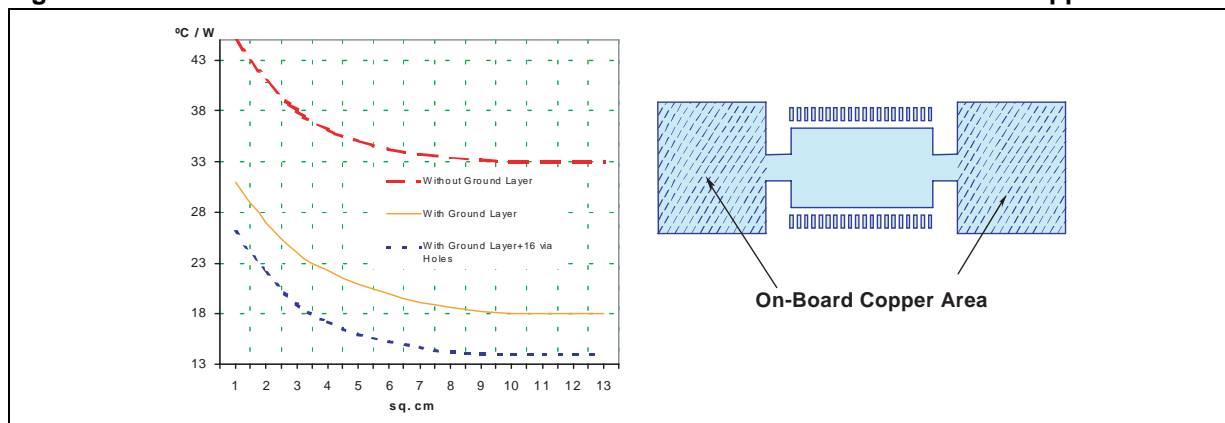 ºC / W
43
38
33
28
23
18
13
Without Ground Layer
With Ground Layer
With Ground Layer+16 via
Holes
1 2 3 4 5 6 7 8 9 10 11 12 13
sq. cm
On-Board Copper Area